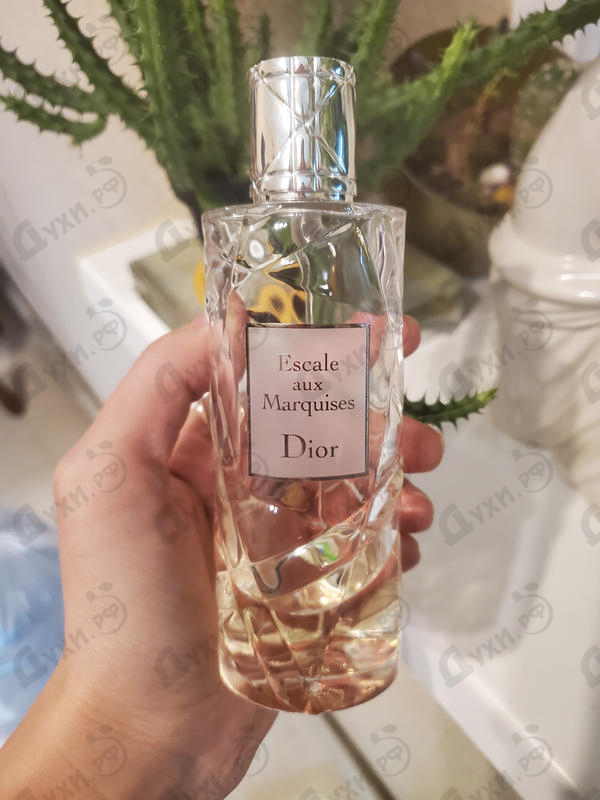 Escale
aux
Marquises
Dior
Духи.рф